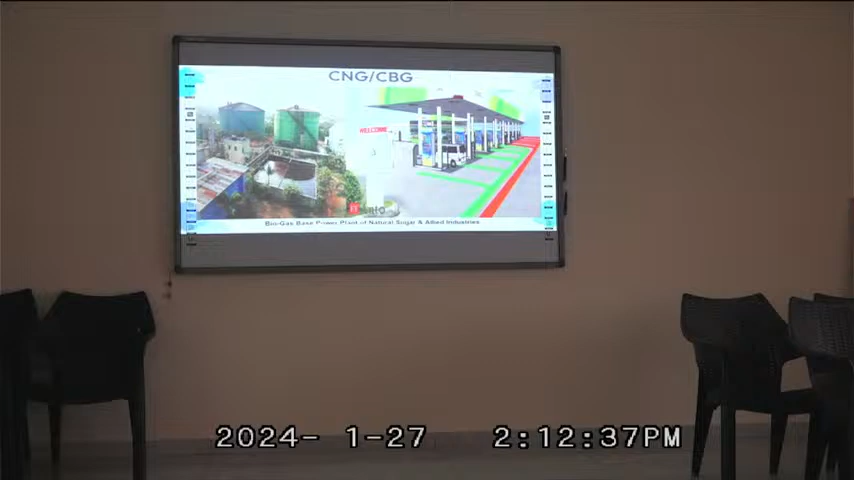 CNG/CBG
WELCOME
Bio-Gas Base Power Plant of Natural Sugar & Allied Industries
2024- 1-27 2:12:37PM